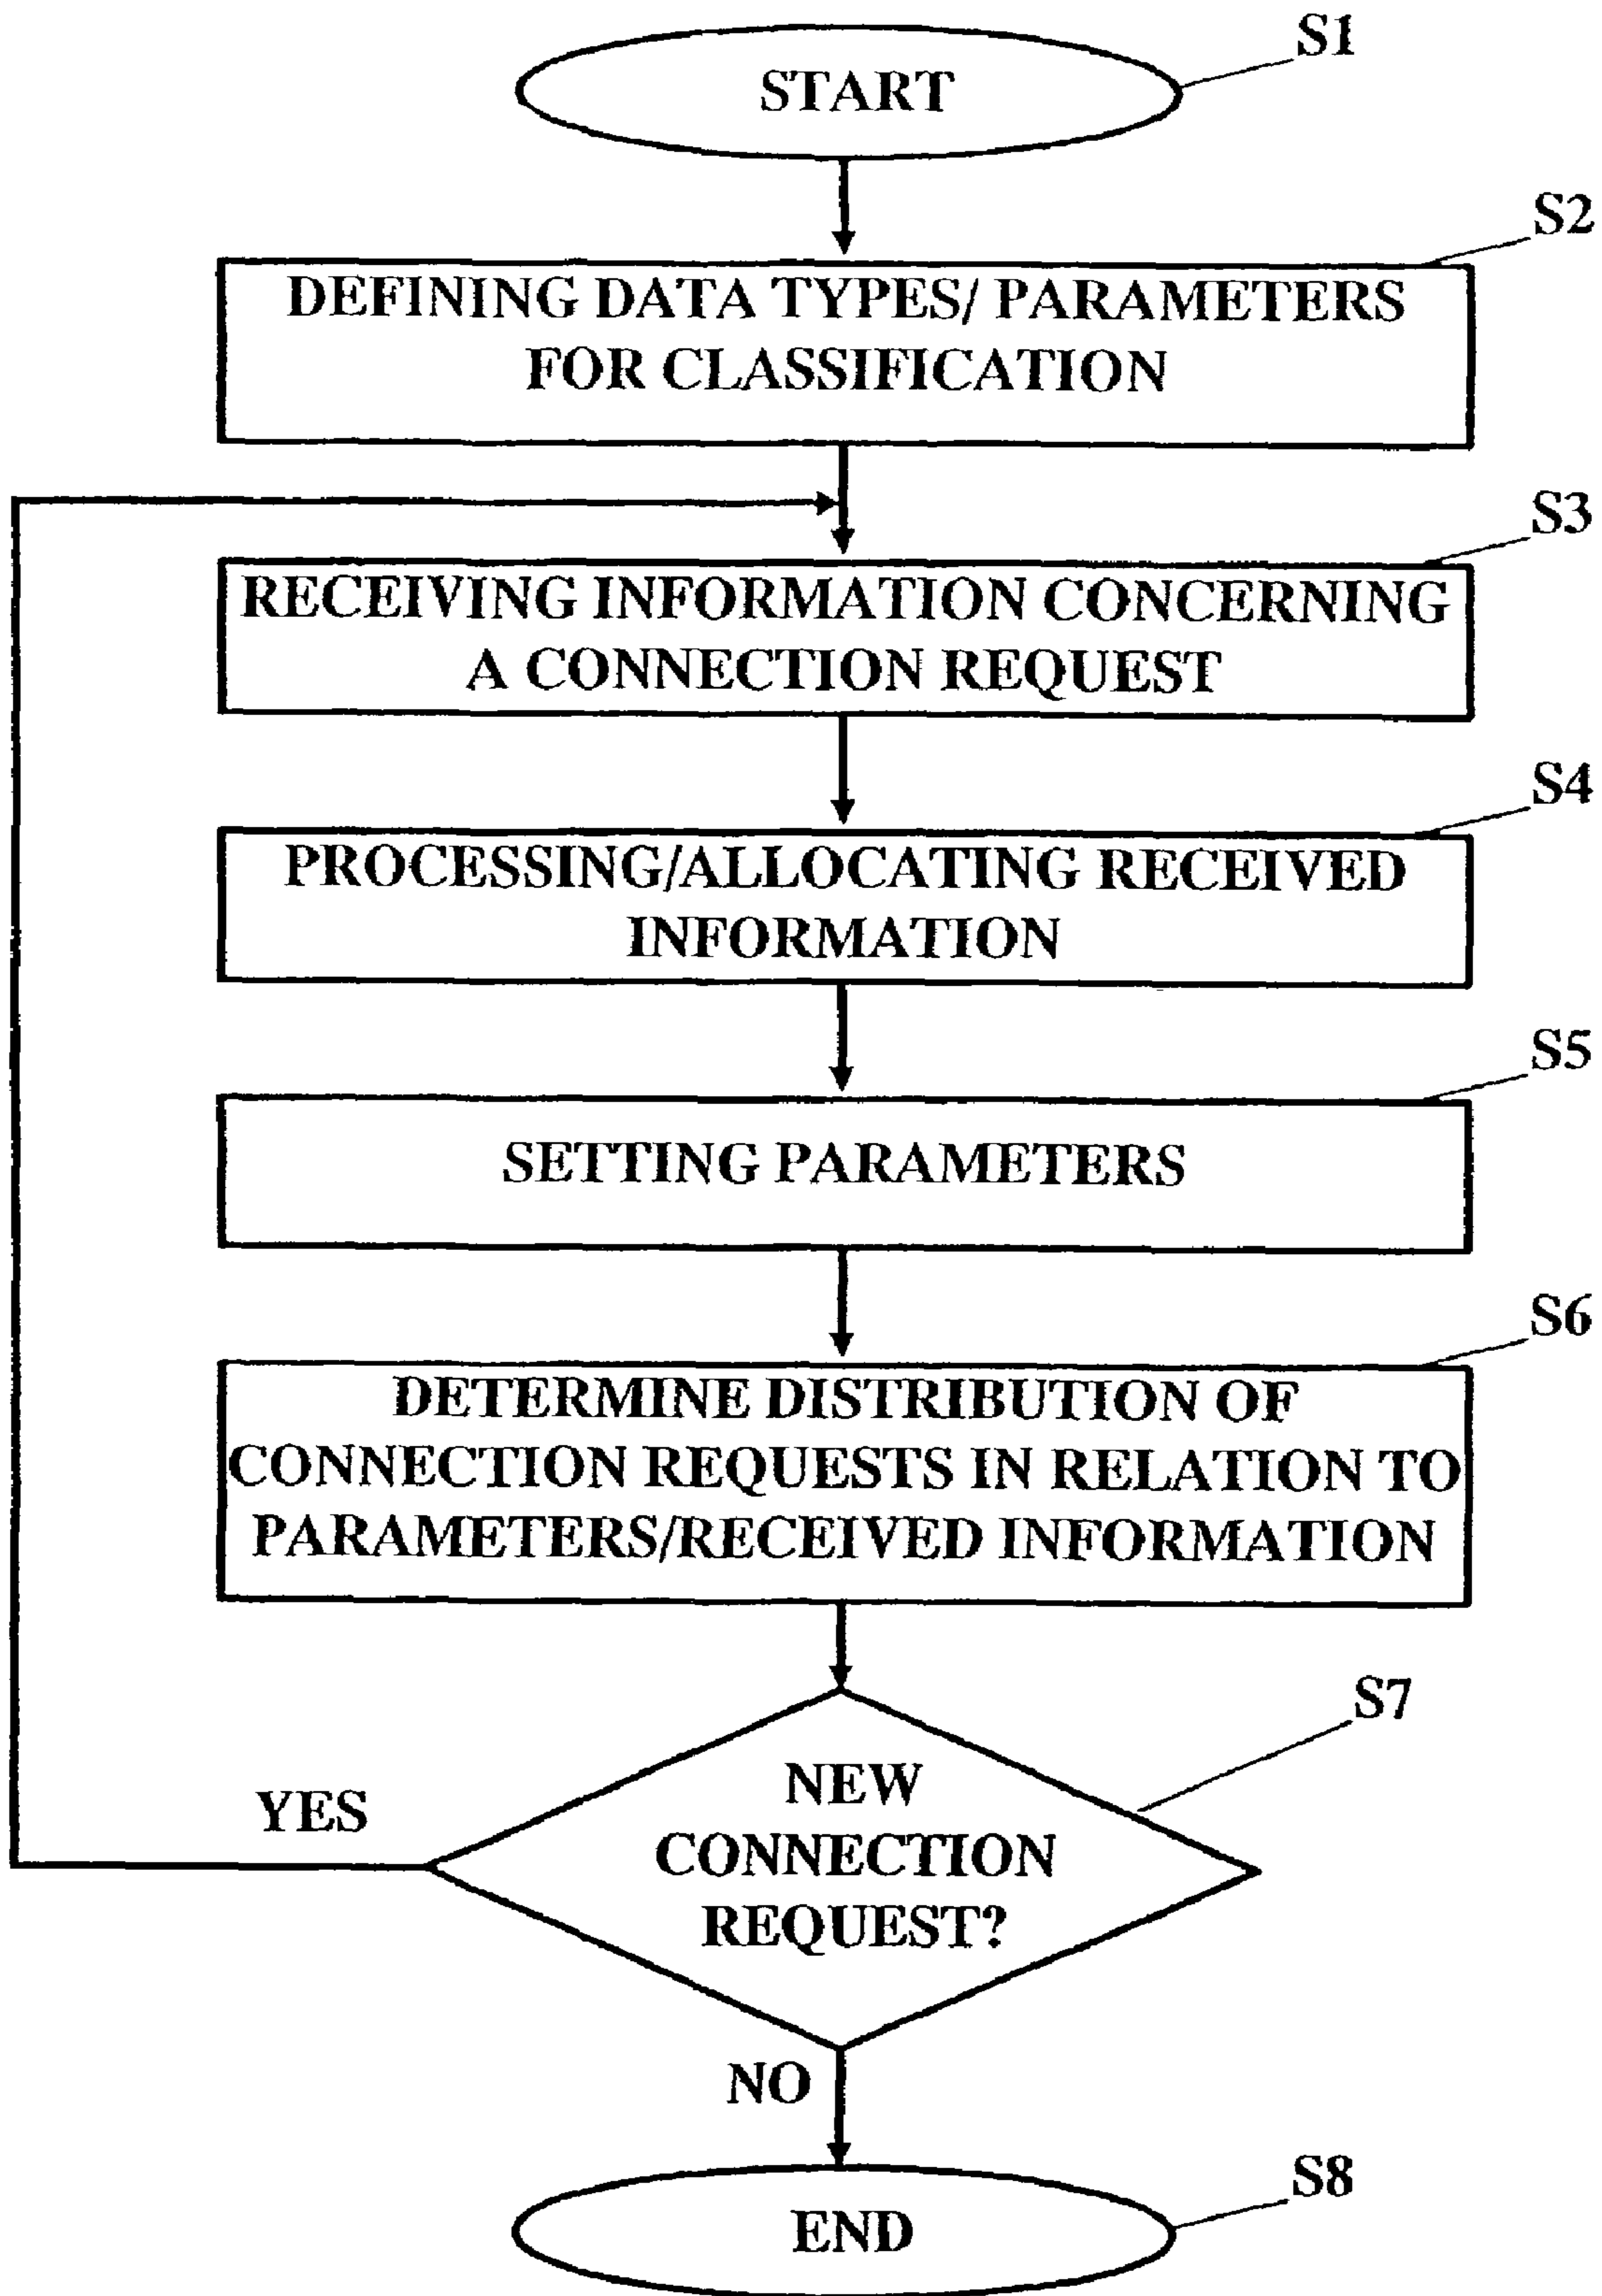 S1
START
S2
DEFINING DATA TYPES/ PARAMETERS
FOR CLASSIFICATION
S3
RECEIVING INFORMATION CONCERNING
A CONNECTION REQUEST
S4
PROCESSING/ALLOCATING RECEIVED
INFORMATION
S5
SETTING PARAMETERS
S6
DETERMINE DISTRIBUTION OF
CONNECTION REQUESTS IN RELATION TO
PARAMETERS/RECEIVED INFORMATION
S7
NEW
CONNECTION
REQUEST?
YES
NO
S8
END